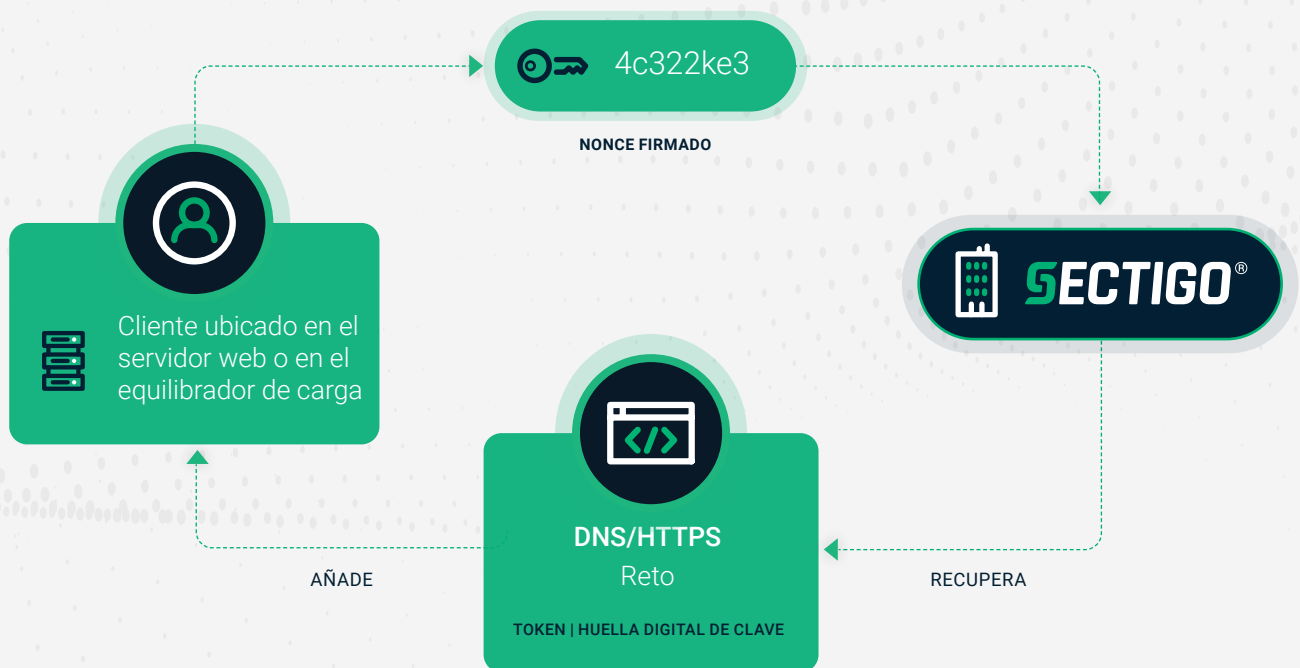 4c322ke3
NONCE FIRMADO
SECTIGO®
Cliente ubicado en el
servidor web o en el
equilibrador de carga
DNS/HTTPS
Reto
TOKEN | HUELLA DIGITAL DE CLAVE
AÑADE
RECUPERA